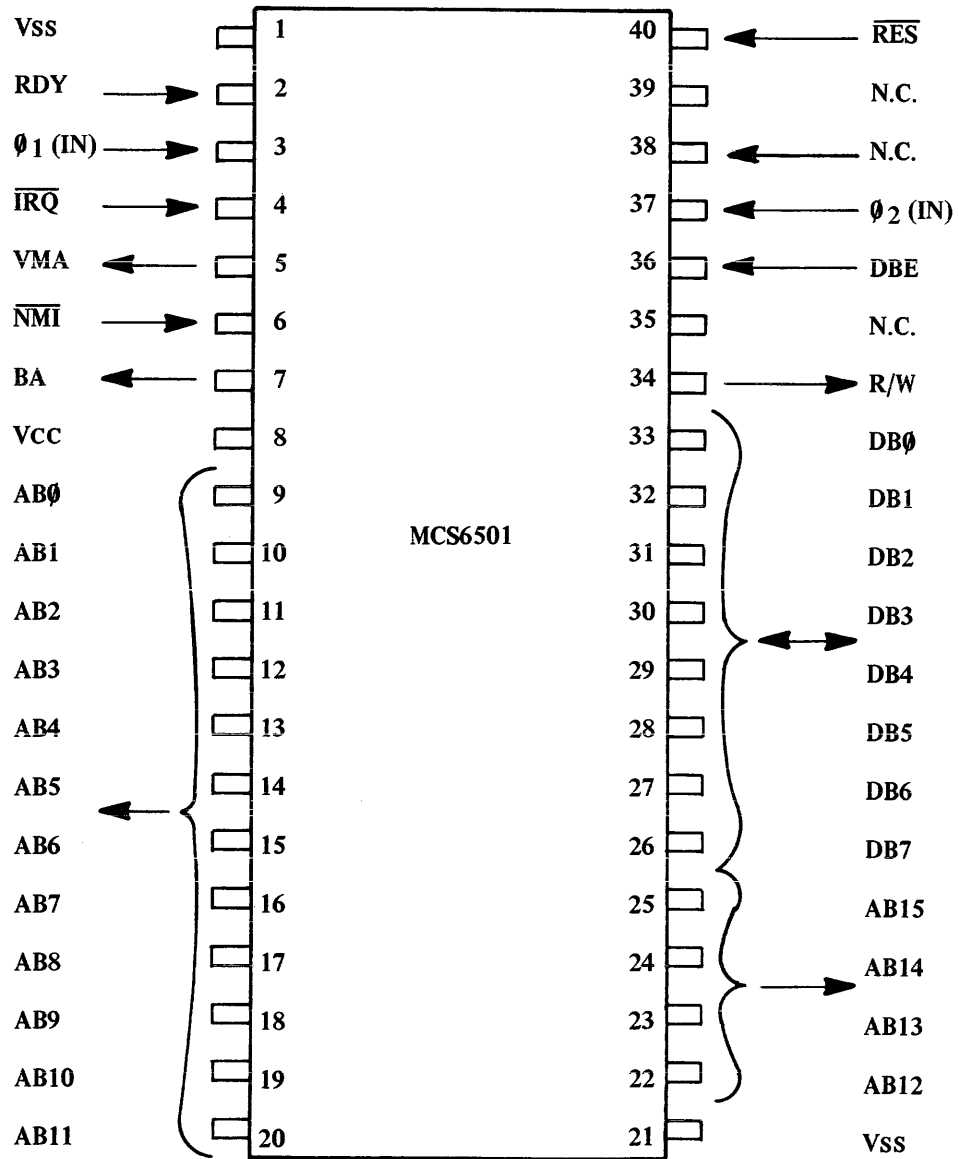 Vss 1 40 R̅E̅S̅
RDY 2 39 N.C.
Ø1 (IN) 3 38 N.C.
I̅R̅Q̅ 4 37 Ø2 (IN)
VMA 5 36 DBE
N̅M̅I̅ 6 35 N.C.
BA 7 34 R/W
Vcc 8 33 DBØ
ABØ 9 32 DB1
AB1 10 31 DB2
MCS6501
AB2 11 30 DB3
AB3 12 29 DB4
AB4 13 28 DB5
AB5 14 27 DB6
AB6 15 26 DB7
AB7 16 25 AB15
AB8 17 24 AB14
AB9 18 23 AB13
AB10 19 22 AB12
AB11 20 21 Vss